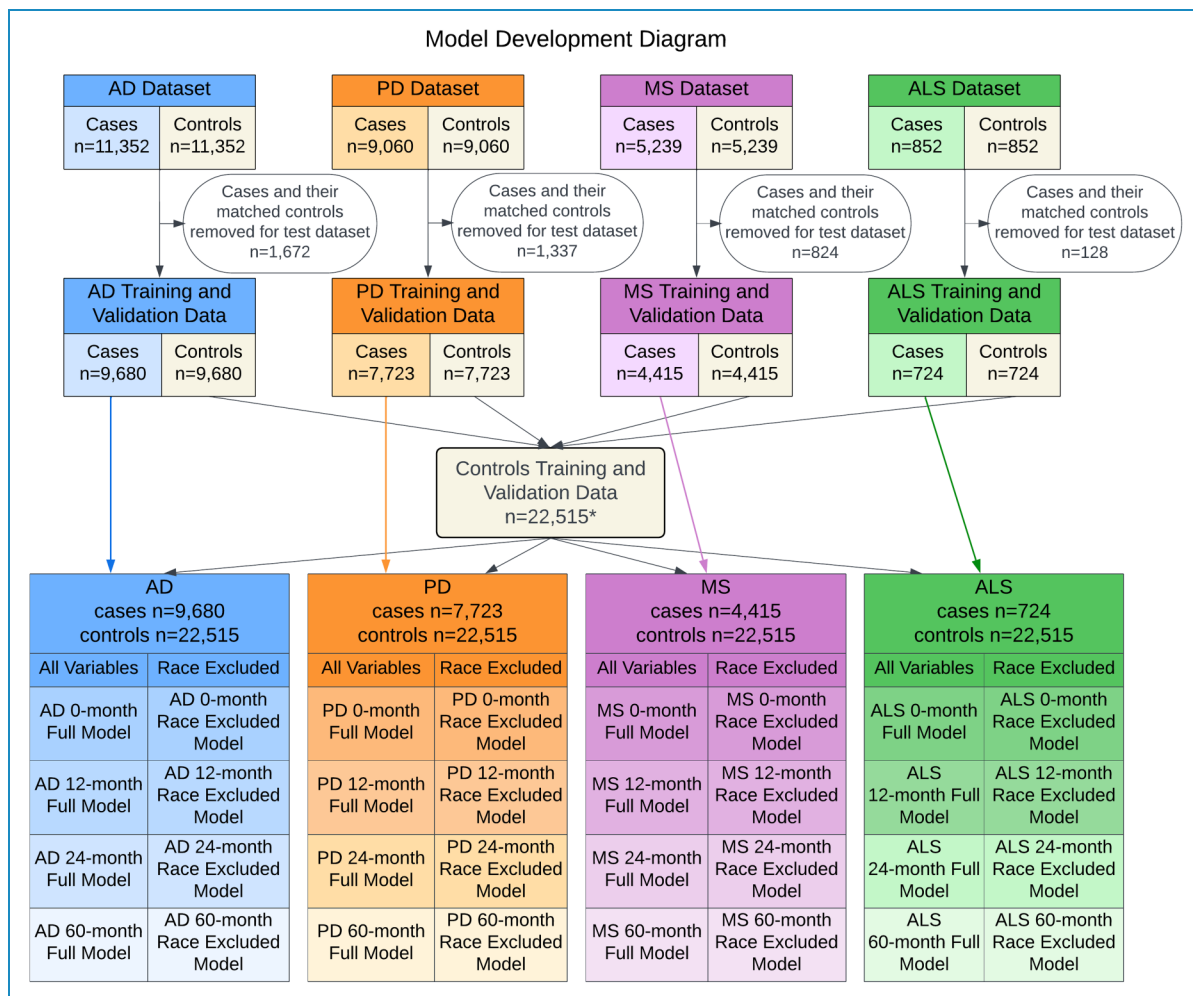 Model Development Diagram
AD Dataset
Cases
n=11,352
Controls
n=11,352
PD Dataset
Cases
n=9,060
Controls
n=9,060
MS Dataset
Cases
n=5,239
Controls
n=5,239
ALS Dataset
Cases
n=852
Controls
n=852
Cases and their
matched controls
removed for test dataset
n=1,672
Cases and their
matched controls
removed for test dataset
n=1,337
Cases and their
matched controls
removed for test dataset
n=824
Cases and their
matched controls
removed for test dataset
n=128
AD Training and
Validation Data
Cases
n=9,680
Controls
n=9,680
PD Training and
Validation Data
Cases
n=7,723
Controls
n=7,723
MS Training and
Validation Data
Cases
n=4,415
Controls
n=4,415
ALS Training and
Validation Data
Cases
n=724
Controls
n=724
Controls Training and
Validation Data
n=22,515*
AD
cases n=9,680
controls n=22,515
All Variables
Race Excluded
AD 0-month
Full Model
AD 0-month
Race Excluded
Model
AD 12-month
Full Model
AD 12-month
Race Excluded
Model
AD 24-month
Full Model
AD 24-month
Race Excluded
Model
AD 60-month
Full Model
AD 60-month
Race Excluded
Model
PD
cases n=7,723
controls n=22,515
All Variables
Race Excluded
PD 0-month
Full Model
PD 0-month
Race Excluded
Model
PD 12-month
Full Model
PD 12-month
Race Excluded
Model
PD 24-month
Full Model
PD 24-month
Race Excluded
Model
PD 60-month
Full Model
PD 60-month
Race Excluded
Model
MS
cases n=4,415
controls n=22,515
All Variables
Race Excluded
MS 0-month
Full Model
MS 0-month
Race Excluded
Model
MS 12-month
Full Model
MS 12-month
Race Excluded
Model
MS 24-month
Full Model
MS 24-month
Race Excluded
Model
MS 60-month
Full Model
MS 60-month
Race Excluded
Model
ALS
cases n=724
controls n=22,515
All Variables
Race Excluded
ALS 0-month
Full Model
ALS 0-month
Race Excluded
Model
ALS
12-month Full
Model
ALS 12-month
Race Excluded
Model
ALS
24-month Full
Model
ALS 24-month
Race Excluded
Model
ALS
60-month Full
Model
ALS 60-month
Race Excluded
Model